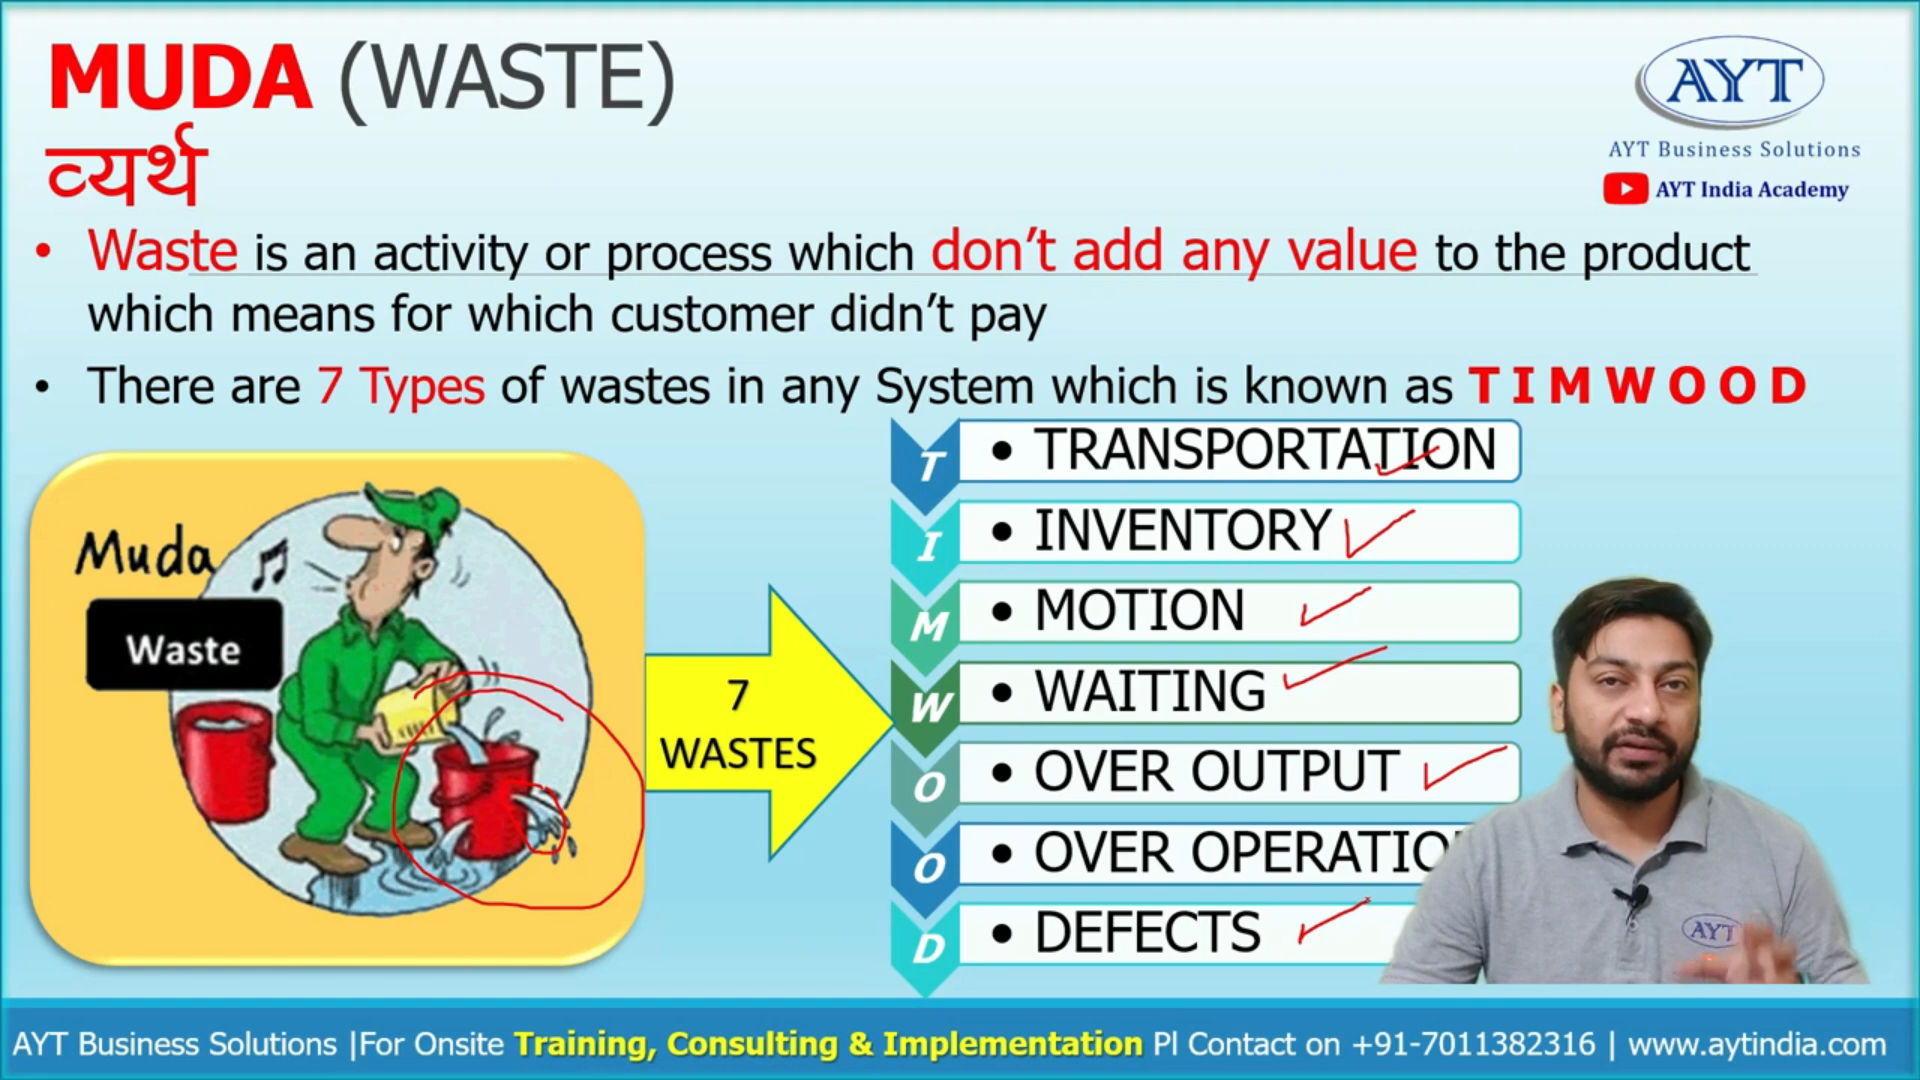 MUDA (WASTE)
व्यर्थ
AYT
AYT Business Solutions
AYT India Academy
• Waste is an activity or process which don't add any value to the product
which means for which customer didn't pay
• There are 7 Types of wastes in any System which is known as T I M W O O D
Muda
Waste
7
WASTES
T • TRANSPORTATION
I • INVENTORY
M • MOTION
W • WAITING
O • OVER OUTPUT
O • OVER OPERATIO
D • DEFECTS
AYT
AYT Business Solutions |For Onsite Training, Consulting & Implementation Pl Contact on +91-7011382316 | www.aytindia.com